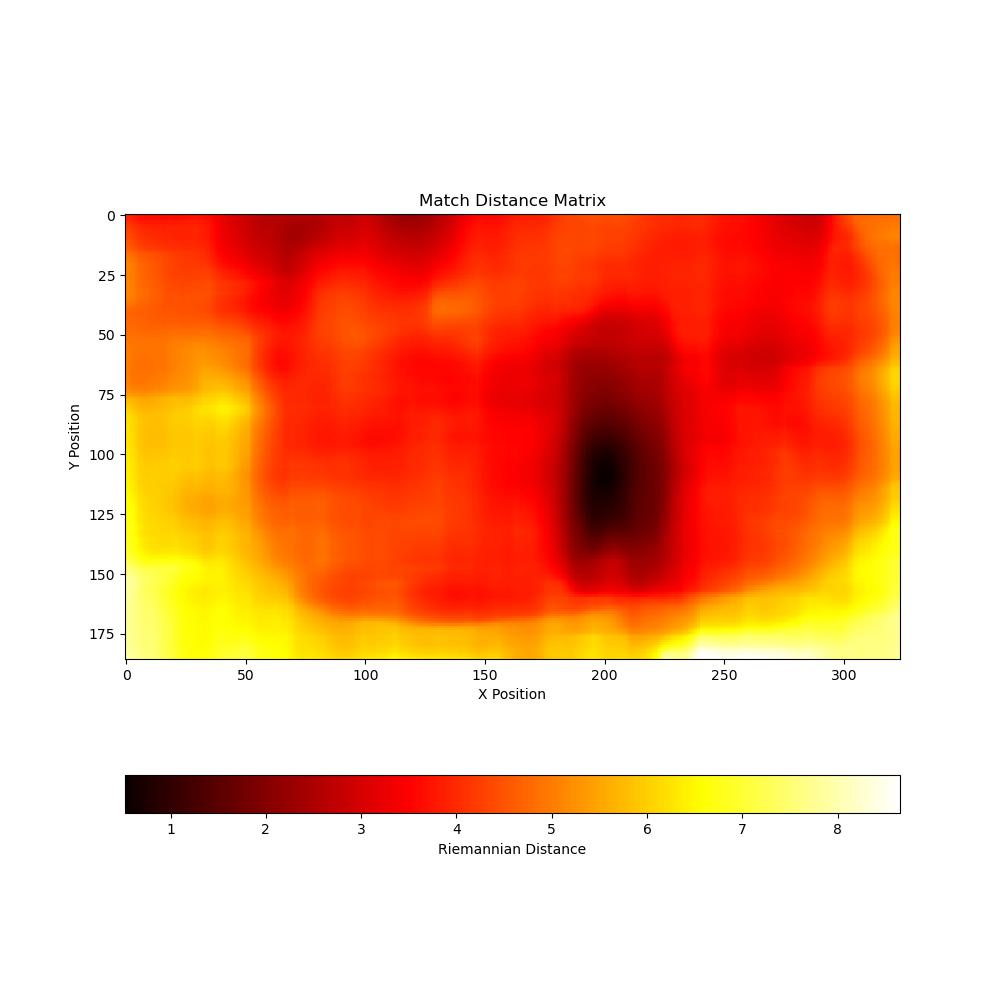 Match Distance Matrix
0
25
50
75
100
125
150
175
Y Position
0 50 100 150 200 250 300
X Position
1 2 3 4 5 6 7 8
Riemannian Distance